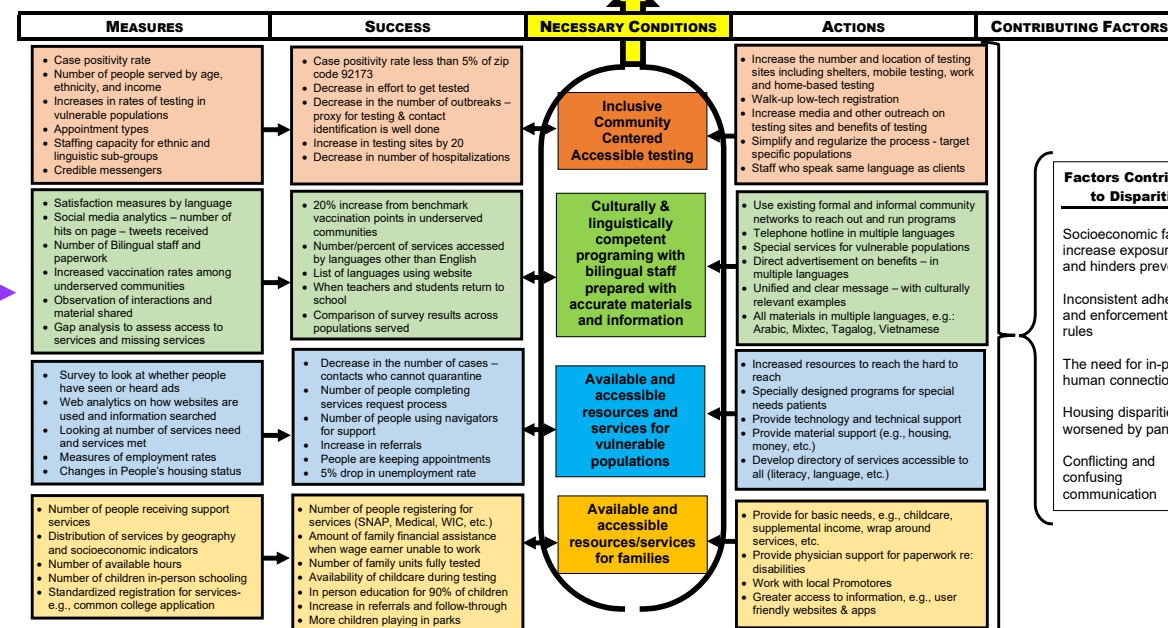 MEASURES
SUCCESS
NECESSARY CONDITIONS
ACTIONS
CONTRIBUTING FACTORS
• Case positivity rate
• Number of people served by age,
ethnicity, and income
• Increases in rates of testing in
vulnerable populations
• Appointment types
• Staffing capacity for ethnic and
linguistic sub-groups
• Credible messengers
• Case positivity rate less than 5% of zip
code 92173
• Decrease in effort to get tested
• Decrease in the number of outbreaks –
proxy for testing & contact
identification is well done
• Increase in testing sites by 20
• Decrease in number of hospitalizations
Inclusive
Community
Centered
Accessible testing
• Increase the number and location of testing
sites including shelters, mobile testing, work
and home-based testing
• Walk-up low-tech registration
• Increase media and other outreach on
testing sites and benefits of testing
• Simplify and regularize the process - target
specific populations
• Staff who speak same language as clients
• Satisfaction measures by language
• Social media analytics – number of
hits on page – tweets received
• Number of Bilingual staff and
paperwork
• Increased vaccination rates among
underserved communities
• Observation of interactions and
material shared
• Gap analysis to assess access to
services and missing services
• 20% increase from benchmark
vaccination points in underserved
communities
• Number/percent of services accessed
by languages other than English
• List of languages using website
• When teachers and students return to
school
• Comparison of survey results across
populations served
Culturally &
linguistically
competent
programing with
bilingual staff
prepared with
accurate materials
and information
• Use existing formal and informal community
networks to reach out and run programs
• Telephone hotline in multiple languages
• Special services for vulnerable populations
• Direct advertisement on benefits – in
multiple languages
• Unified and clear message – with culturally
relevant examples
• All materials in multiple languages, e.g.:
Arabic, Mixtec, Tagalog, Vietnamese
• Survey to look at whether people
have seen or heard ads
• Web analytics on how websites are
used and information searched
• Looking at number of services need
and services met
• Measures of employment rates
• Changes in People's housing status
• Decrease in the number of cases –
contacts who cannot quarantine
• Number of people completing
services request process
• Number of people using navigators
for support
• Increase in referrals
• People are keeping appointments
• 5% drop in unemployment rate
Available and
accessible
resources and
services for
vulnerable
populations
• Increased resources to reach the hard to
reach
• Specially designed programs for special
needs patients
• Provide technology and technical support
• Provide material support (e.g., housing,
money, etc.)
• Develop directory of services accessible to
all (literacy, language, etc.)
• Number of people receiving support
services
• Distribution of services by geography
and socioeconomic indicators
• Number of available hours
• Number of children in-person schooling
• Standardized registration for services-
e.g., common college application
• Number of people registering for
services (SNAP, Medical, WIC, etc.)
• Amount of family financial assistance
when wage earner unable to work
• Number of family units fully tested
• Availability of childcare during testing
• In person education for 90% of children
• Increase in referrals and follow-through
• More children playing in parks
Available and
accessible
resources/services
for families
• Provide for basic needs, e.g., childcare,
supplemental income, wrap around
services, etc.
• Provide physician support for paperwork re:
disabilities
• Work with local Promotores
• Greater access to information, e.g., user
friendly websites & apps
Factors Contri
to Dispariti
Socioeconomic fa
increase exposur
and hinders preve
Inconsistent adhe
and enforcement
rules
The need for in-p
human connectio
Housing disparitie
worsened by pan
Conflicting and
confusing
communication